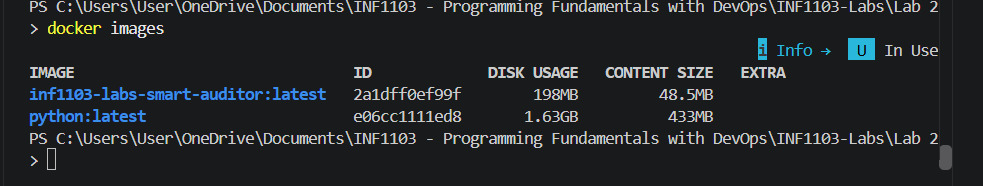 PS C:\Users\User\OneDrive\Documents\INF1103 - Programming Fundamentals with DevOps\INF1103-Labs\Lab 2
> docker images
i Info → U In Use
IMAGE ID DISK USAGE CONTENT SIZE EXTRA
inf1103-labs-smart-auditor:latest 2a1dff0ef99f 198MB 48.5MB
python:latest e06cc1111ed8 1.63GB 433MB
PS C:\Users\User\OneDrive\Documents\INF1103 - Programming Fundamentals with DevOps\INF1103-Labs\Lab 2
>